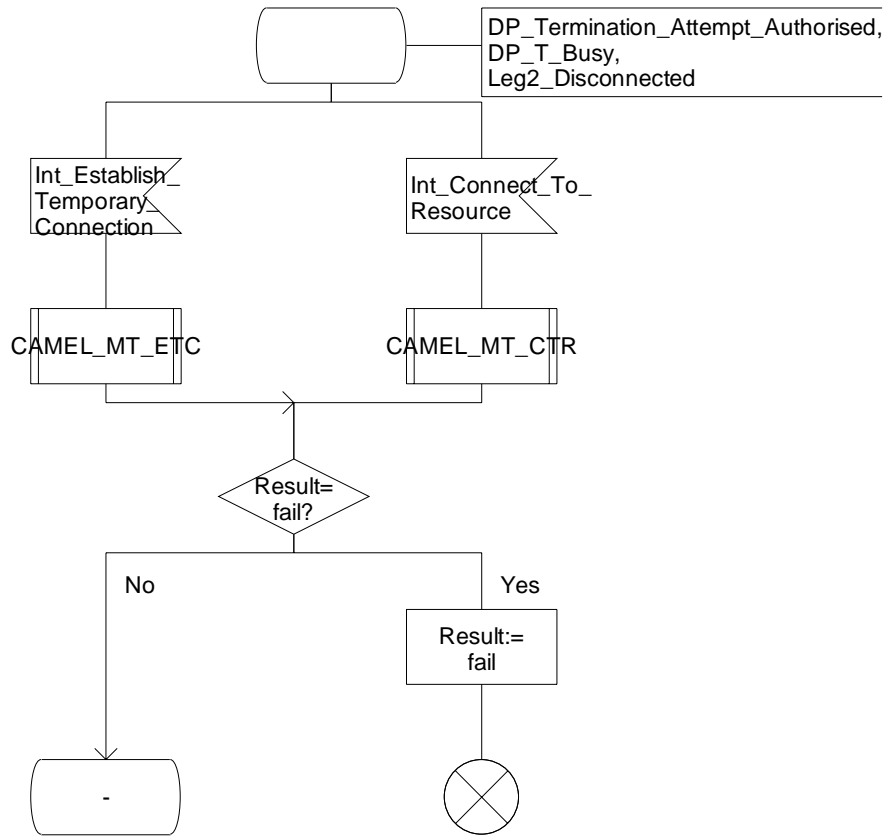 DP_Termination_Attempt_Authorised,
DP_T_Busy,
Leg2_Disconnected
Int_Establish_
Temporary_
Connection
Int_Connect_To_
Resource
CAMEL_MT_ETC
CAMEL_MT_CTR
Result=
fail?
No
Yes
Result:=
fail
-